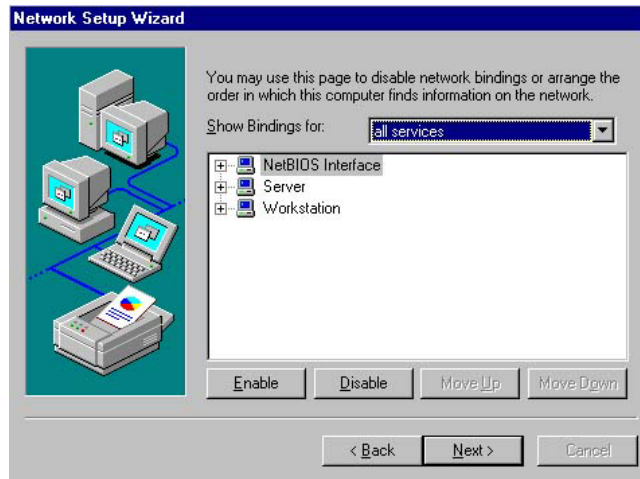 Network Setup Wizard
You may use this page to disable network bindings or arrange the
order in which this computer finds information on the network.
Show Bindings for: all services
NetBIOS Interface
Server
Workstation
Enable Disable Move Up Move Down
< Back Next > Cancel